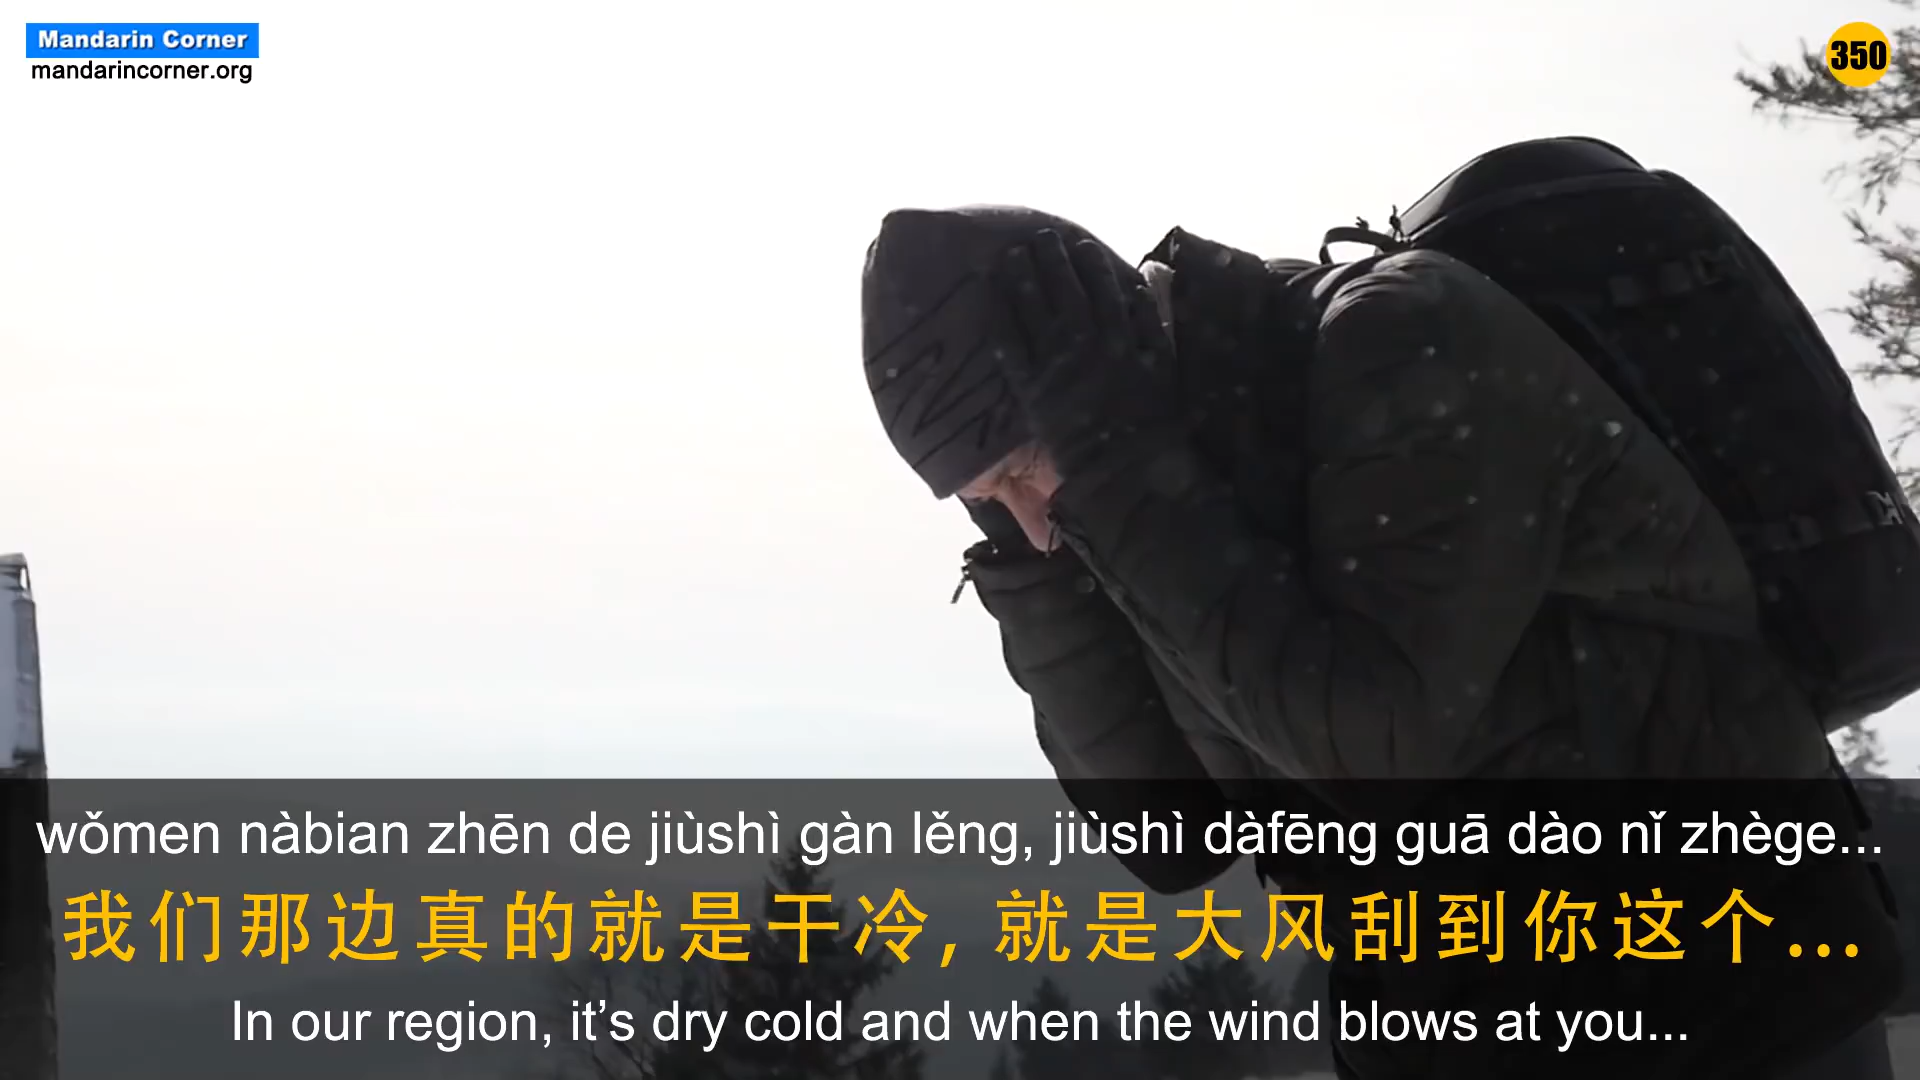 Mandarin Corner
mandarincorner.org
350
wǒmen nàbian zhēn de jiùshì gàn lěng, jiùshì dàfēng guā dào nǐ zhège...
我们那边真的就是干冷, 就是大风刮到你这个...
In our region, it’s dry cold and when the wind blows at you...